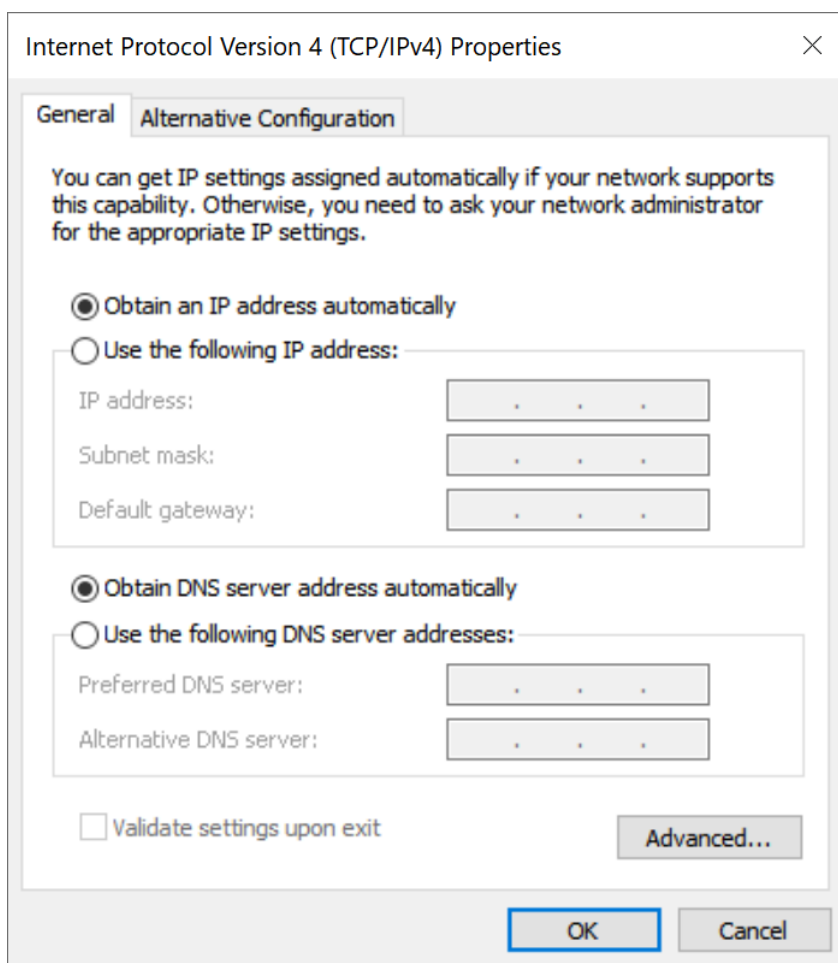 Internet Protocol Version 4 (TCP/IPv4) Properties
General
Alternative Configuration
You can get IP settings assigned automatically if your network supports
this capability. Otherwise, you need to ask your network administrator
for the appropriate IP settings.
Obtain an IP address automatically
Use the following IP address:
IP address:
Subnet mask:
Default gateway:
Obtain DNS server address automatically
Use the following DNS server addresses:
Preferred DNS server:
Alternative DNS server:
Validate settings upon exit
Advanced...
OK
Cancel